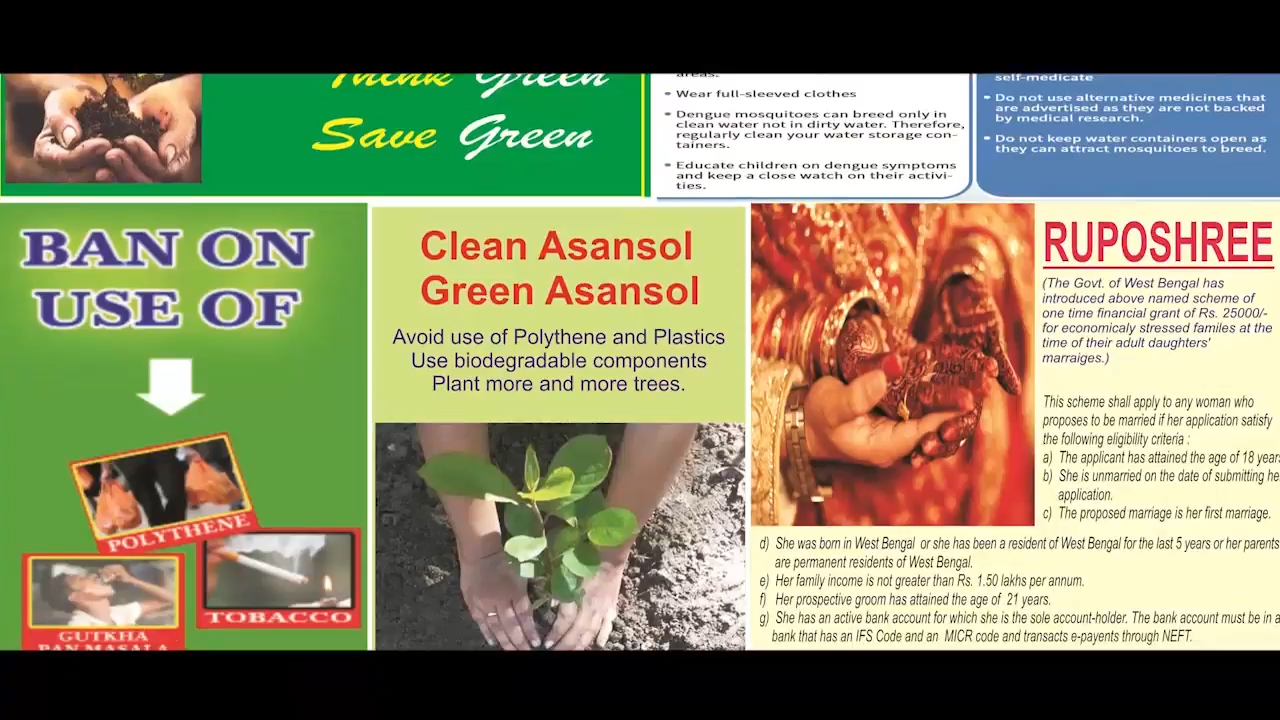 Think Green
Save Green
areas.
• Wear full-sleeved clothes
• Dengue mosquitoes can breed only in
clean water not in dirty water. Therefore,
regularly clean your water storage con-
tainers.
• Educate children on dengue symptoms
and keep a close watch on their activi-
ties.
self-medicate
• Do not use alternative medicines that
are advertised as they are not backed
by medical research.
• Do not keep water containers open as
they can attract mosquitoes to breed.
BAN ON
USE OF
POLYTHENE
TOBACCO
GUTKHA
PAN MASALA
Clean Asansol
Green Asansol
Avoid use of Polythene and Plastics
Use biodegradable components
Plant more and more trees.
RUPOSHREE
(The Govt. of West Bengal has
introduced above named scheme of
one time financial grant of Rs. 25000/-
for economicaly stressed familes at the
time of their adult daughters'
marraiges.)
This scheme shall apply to any woman who
proposes to be married if her application satisfy
the following eligibility criteria :
a) The applicant has attained the age of 18 years
b) She is unmarried on the date of submitting he
application.
c) The proposed marriage is her first marriage.
d) She was born in West Bengal or she has been a resident of West Bengal for the last 5 years or her parents
are permanent residents of West Bengal.
e) Her family income is not greater than Rs. 1.50 lakhs per annum.
f) Her prospective groom has attained the age of 21 years.
g) She has an active bank account for which she is the sole account-holder. The bank account must be in a
bank that has an IFS Code and an MICR code and transacts e-payents through NEFT.